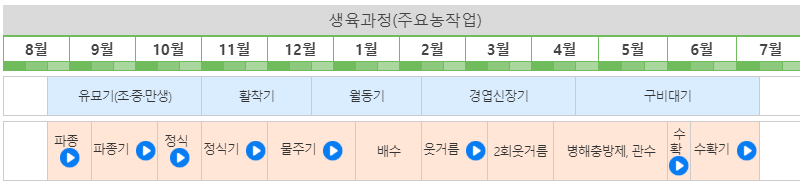 생육과정(주요농작업)
8월 9월 10월 11월 12월 1월 2월 3월 4월 5월 6월 7월
유묘기(조·중·만생) 활착기 월동기 경엽신장기 구비대기
파종 파종기 정식 정식기 물주기 배수 웃거름 2회웃거름 병해충방제, 관수 수확 수확기